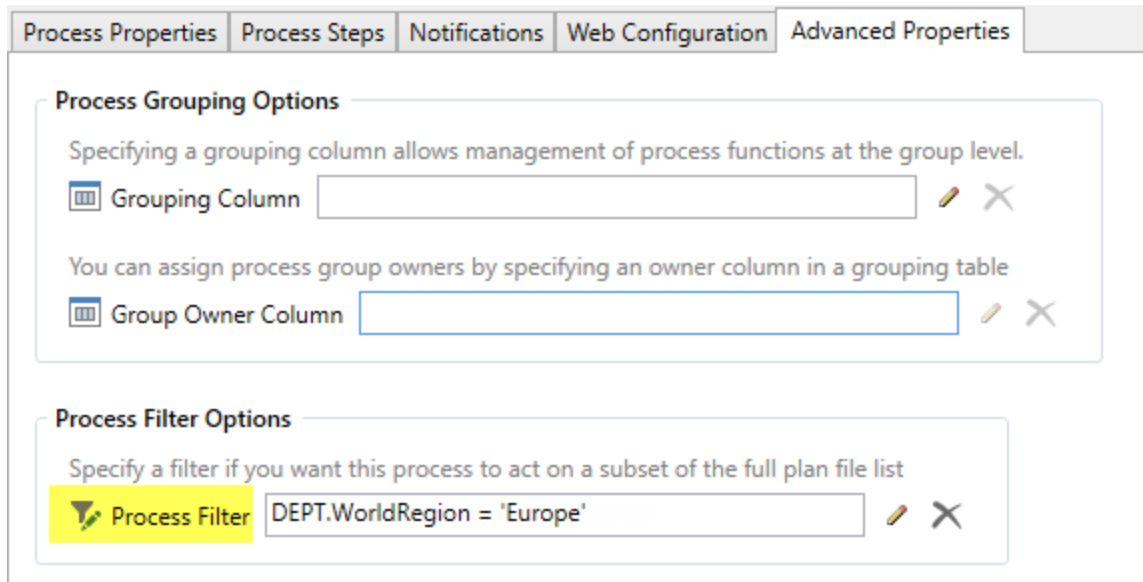 Process Properties Process Steps Notifications Web Configuration Advanced Properties
Process Grouping Options
Specifying a grouping column allows management of process functions at the group level.
Grouping Column
You can assign process group owners by specifying an owner column in a grouping table
Group Owner Column
Process Filter Options
Specify a filter if you want this process to act on a subset of the full plan file list
Process Filter DEPT.WorldRegion = 'Europe'